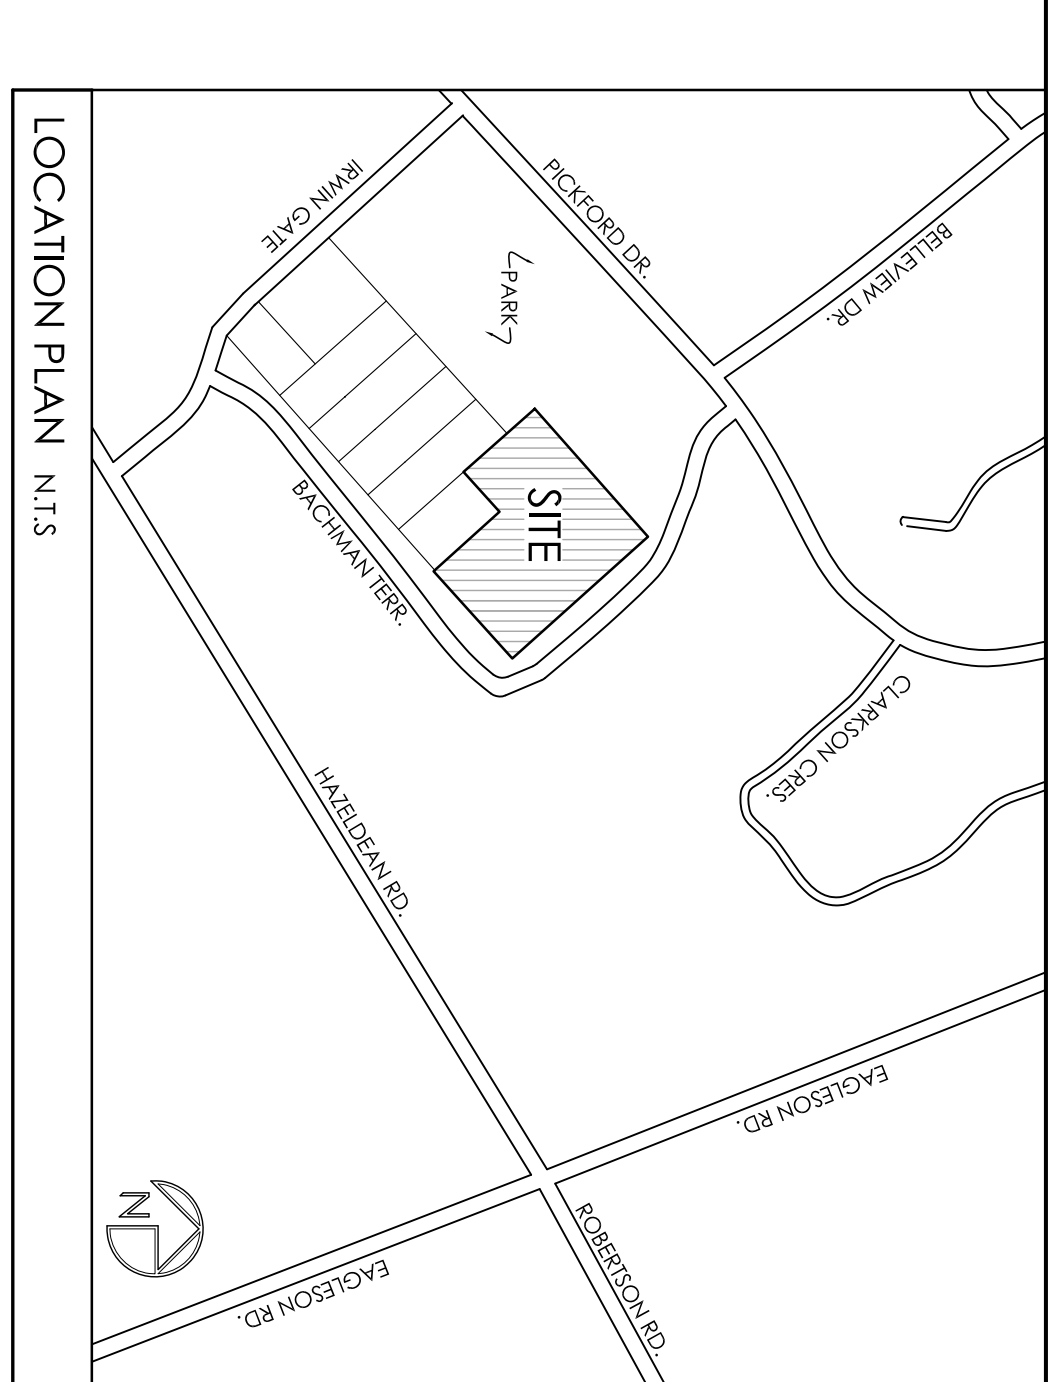 IRWIN GATE
PICKFORD DR.
BELLEVIEW DR.
PARK
SITE
BACHMAN TERR.
CLARKSON CRES.
HAZELDEAN RD.
EAGLESON RD.
EAGLESON RD.
ROBERTSON RD.
N
LOCATION PLAN N.T.S